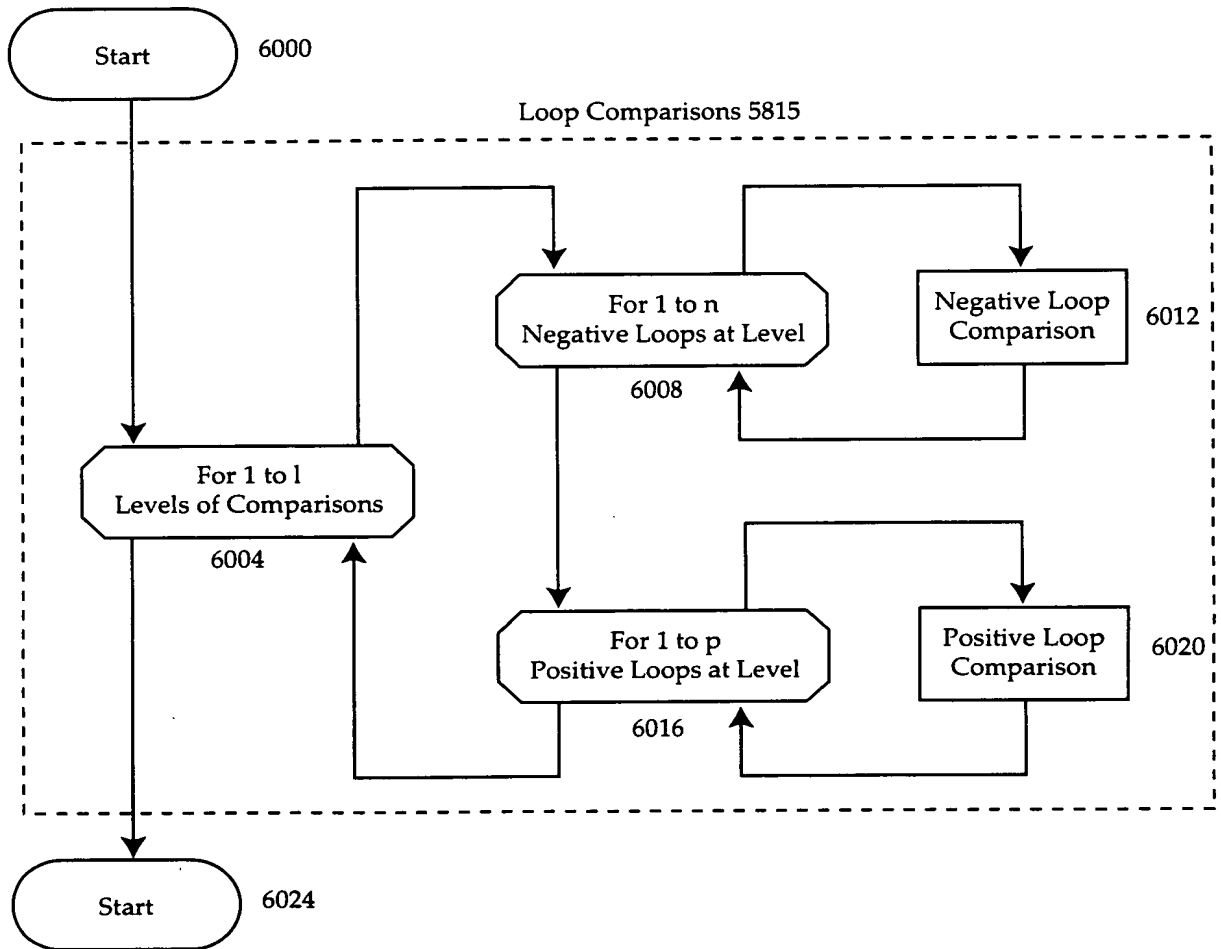 Start
6000
Loop Comparisons 5815
For 1 to n
Negative Loops at Level
6008
Negative Loop
Comparison
6012
For 1 to l
Levels of Comparisons
6004
For 1 to p
Positive Loops at Level
6016
Positive Loop
Comparison
6020
Start
6024